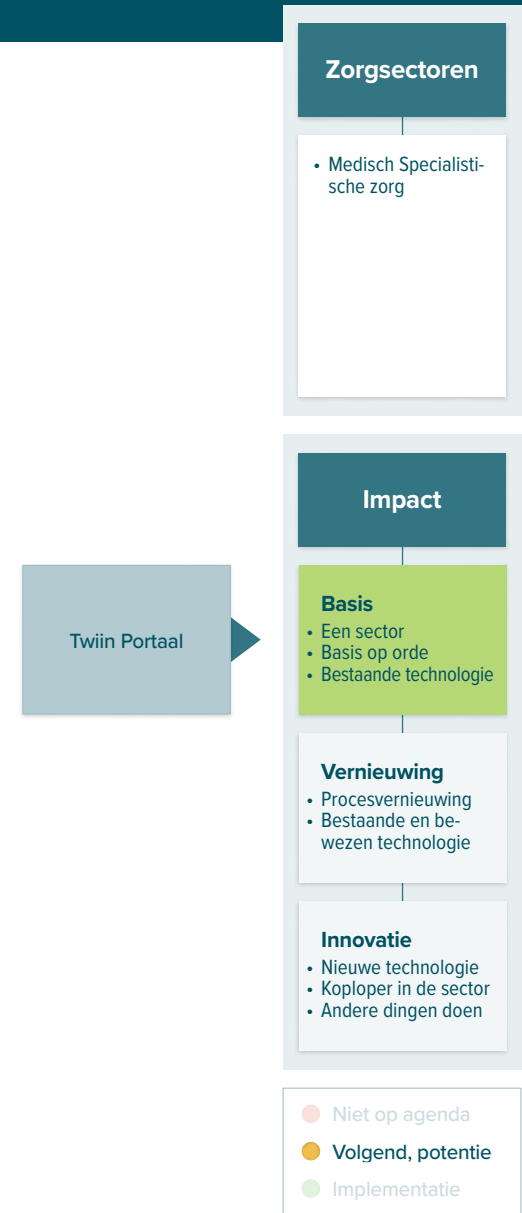 Zorgsectoren
• Medisch Specialisti-
sche zorg
Impact
Twiin Portaal
Basis
• Een sector
• Basis op orde
• Bestaande technologie
Vernieuwing
• Procesvernieuwing
• Bestaande en be-
wezen technologie
Innovatie
• Nieuwe technologie
• Koploper in de sector
• Andere dingen doen
Niet op agenda
Volgend, potentie
Implementatie